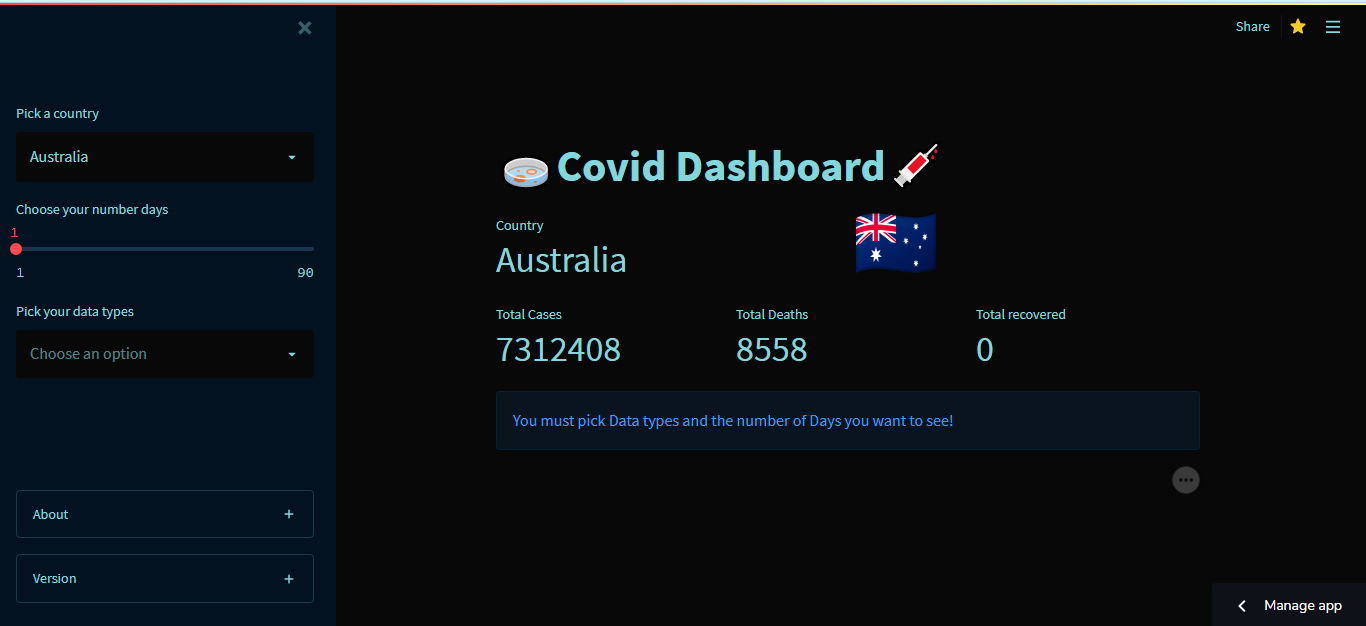 Share
Pick a country
Australia
Choose your number days
1
1 90
Pick your data types
Choose an option
About
Version
Covid Dashboard
Country
Australia
Total Cases Total Deaths Total recovered
7312408 8558 0
You must pick Data types and the number of Days you want to see!
Manage app